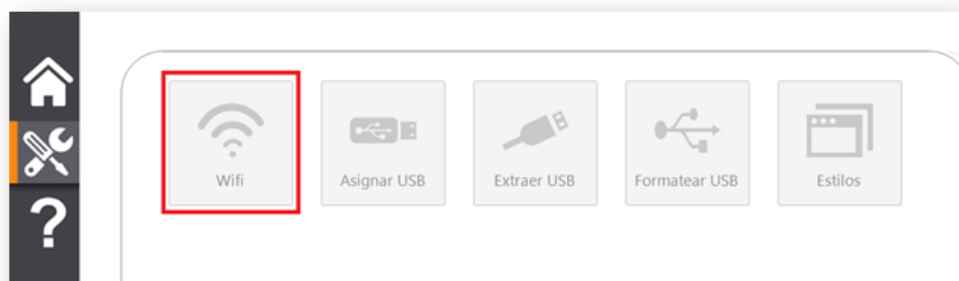 Wifi
Asignar USB
Extraer USB
Formatear USB
Estilos